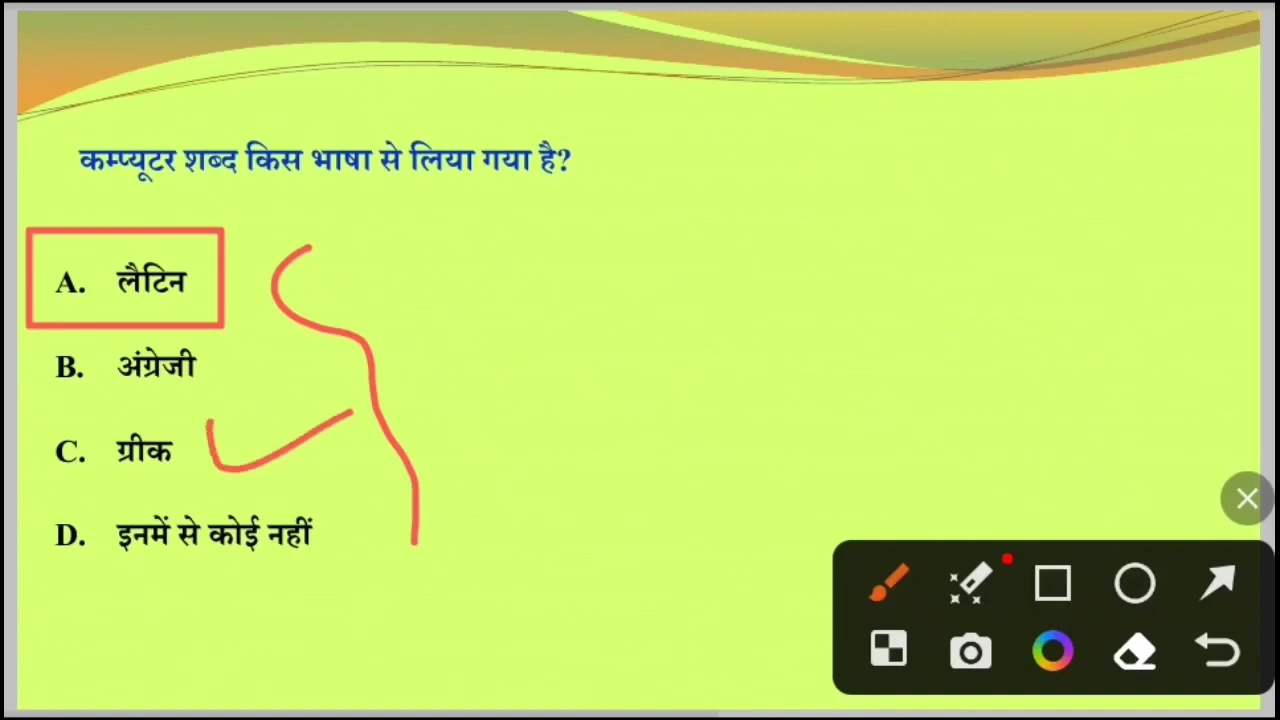 कम्प्यूटर शब्द किस भाषा से लिया गया है?
A. लैटिन
B. अंग्रेजी
C. ग्रीक
D. इनमें से कोई नहीं